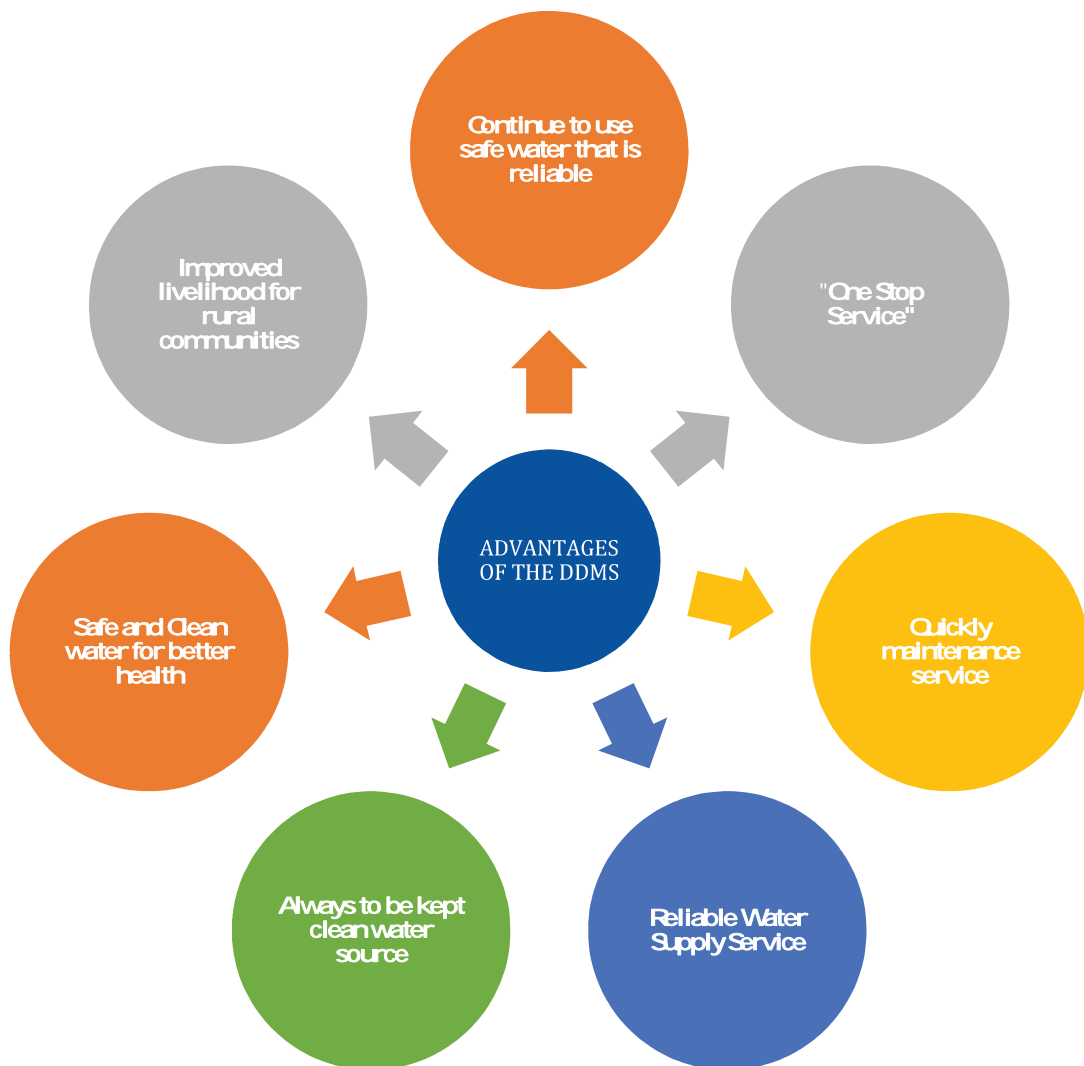 Continue to use
safe water that is
reliable
"One Stop
Service"
Quickly
maintenance
service
Reliable Water
Supply Service
Always to be kept
clean water
source
Safe and Clean
water for better
health
Improved
livelihood for
rural
communities
ADVANTAGES
OF THE DDMS